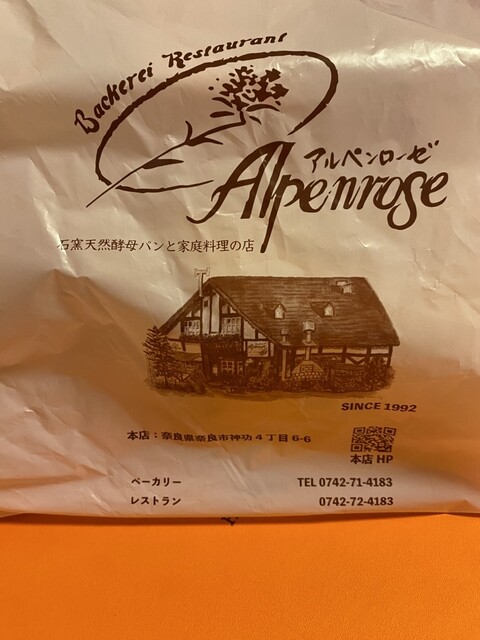 Backerei Restaurant
アルペンローゼ
Alpenrose
石窯天然酵母パンと家庭料理の店
SINCE 1992
本店：奈良県奈良市神功4丁目6-6
本店 HP
ベーカリー TEL 0742-71-4183
レストラン 0742-72-4183